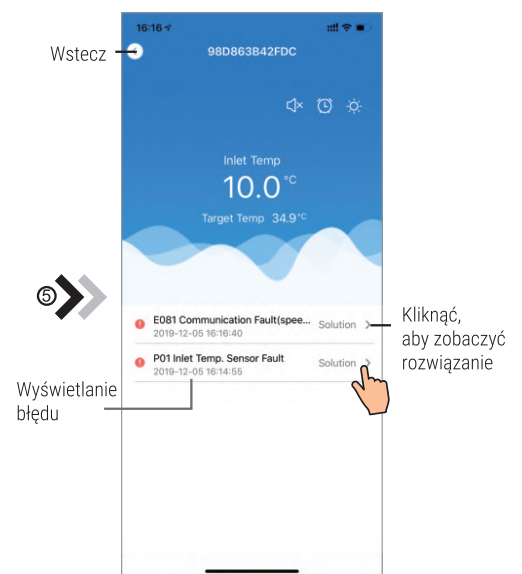 16:16
Wstecz
98D863B42FDC
Inlet Temp
10.0°C
Target Temp 34.9°C
⑤
E081 Communication Fault(spee... Solution >
2019-12-05 16:16:40
P01 Inlet Temp. Sensor Fault Solution >
2019-12-05 16:14:55
Kliknąć,
aby zobaczyć
rozwiązanie
Wyświetlanie
błędu